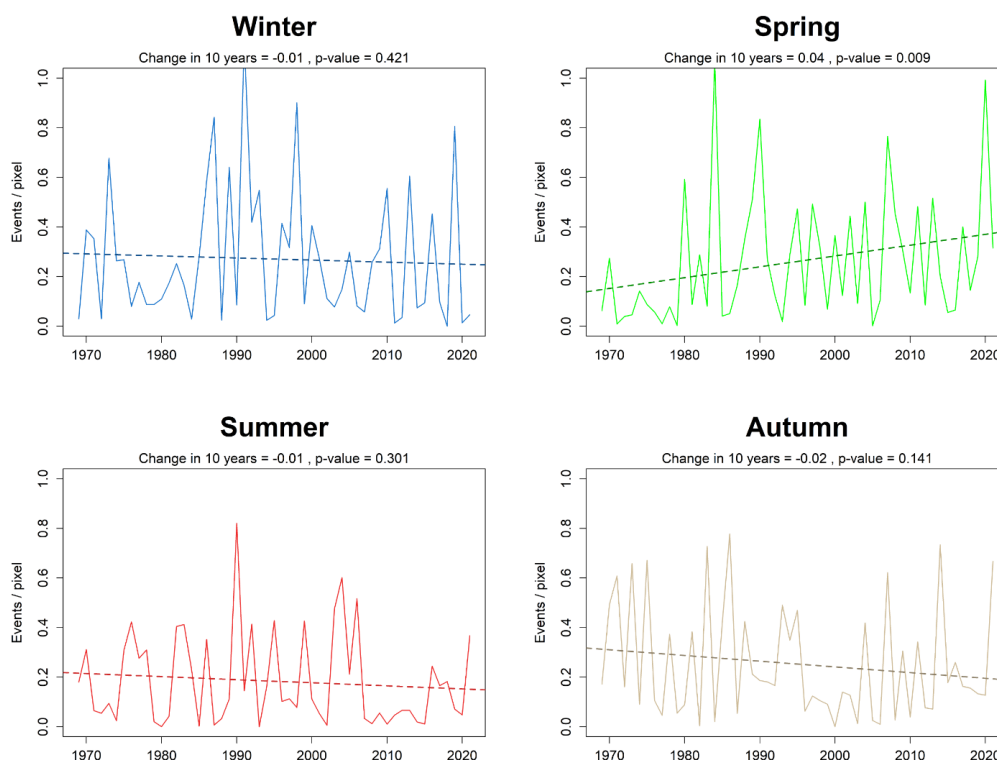 Winter
Change in 10 years = -0.01 , p-value = 0.421
Events / pixel
1.0
0.8
0.6
0.4
0.2
0.0
1970 1980 1990 2000 2010 2020
Spring
Change in 10 years = 0.04 , p-value = 0.009
Events / pixel
1.0
0.8
0.6
0.4
0.2
0.0
1970 1980 1990 2000 2010 2020
Summer
Change in 10 years = -0.01 , p-value = 0.301
Events / pixel
1.0
0.8
0.6
0.4
0.2
0.0
1970 1980 1990 2000 2010 2020
Autumn
Change in 10 years = -0.02 , p-value = 0.141
Events / pixel
1.0
0.8
0.6
0.4
0.2
0.0
1970 1980 1990 2000 2010 2020